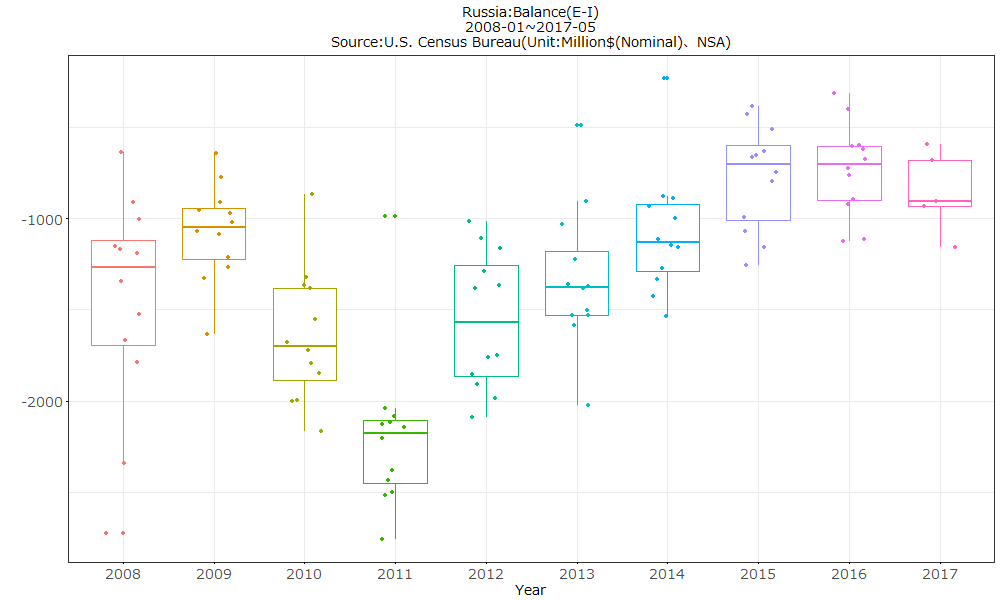 Russia:Balance(E-I)
2008-01~2017-05
Source:U.S. Census Bureau(Unit:Million$(Nominal)、NSA)
-1000
-2000
2008 2009 2010 2011 2012 2013 2014 2015 2016 2017
Year